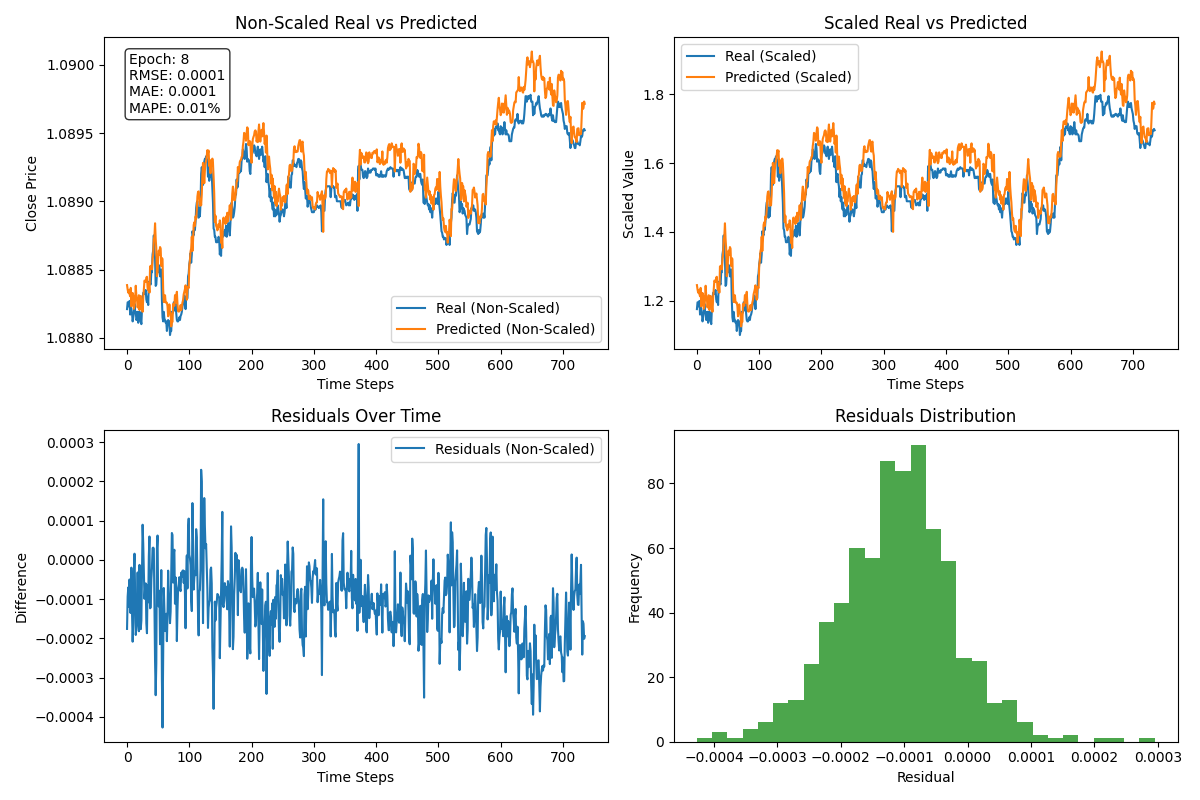 Non-Scaled Real vs Predicted
Epoch: 8
RMSE: 0.0001
MAE: 0.0001
MAPE: 0.01%
Close Price
1.0900
1.0895
1.0890
1.0885
1.0880
Real (Non-Scaled)
Predicted (Non-Scaled)
0 100 200 300 400 500 600 700
Time Steps
Scaled Real vs Predicted
Real (Scaled)
Predicted (Scaled)
Scaled Value
1.8
1.6
1.4
1.2
0 100 200 300 400 500 600 700
Time Steps
Residuals Over Time
Residuals (Non-Scaled)
Difference
0.0003
0.0002
0.0001
0.0000
−0.0001
−0.0002
−0.0003
−0.0004
0 100 200 300 400 500 600 700
Time Steps
Residuals Distribution
Frequency
80
60
40
20
0
−0.0004 −0.0003 −0.0002 −0.0001 0.0000 0.0001 0.0002 0.0003
Residual